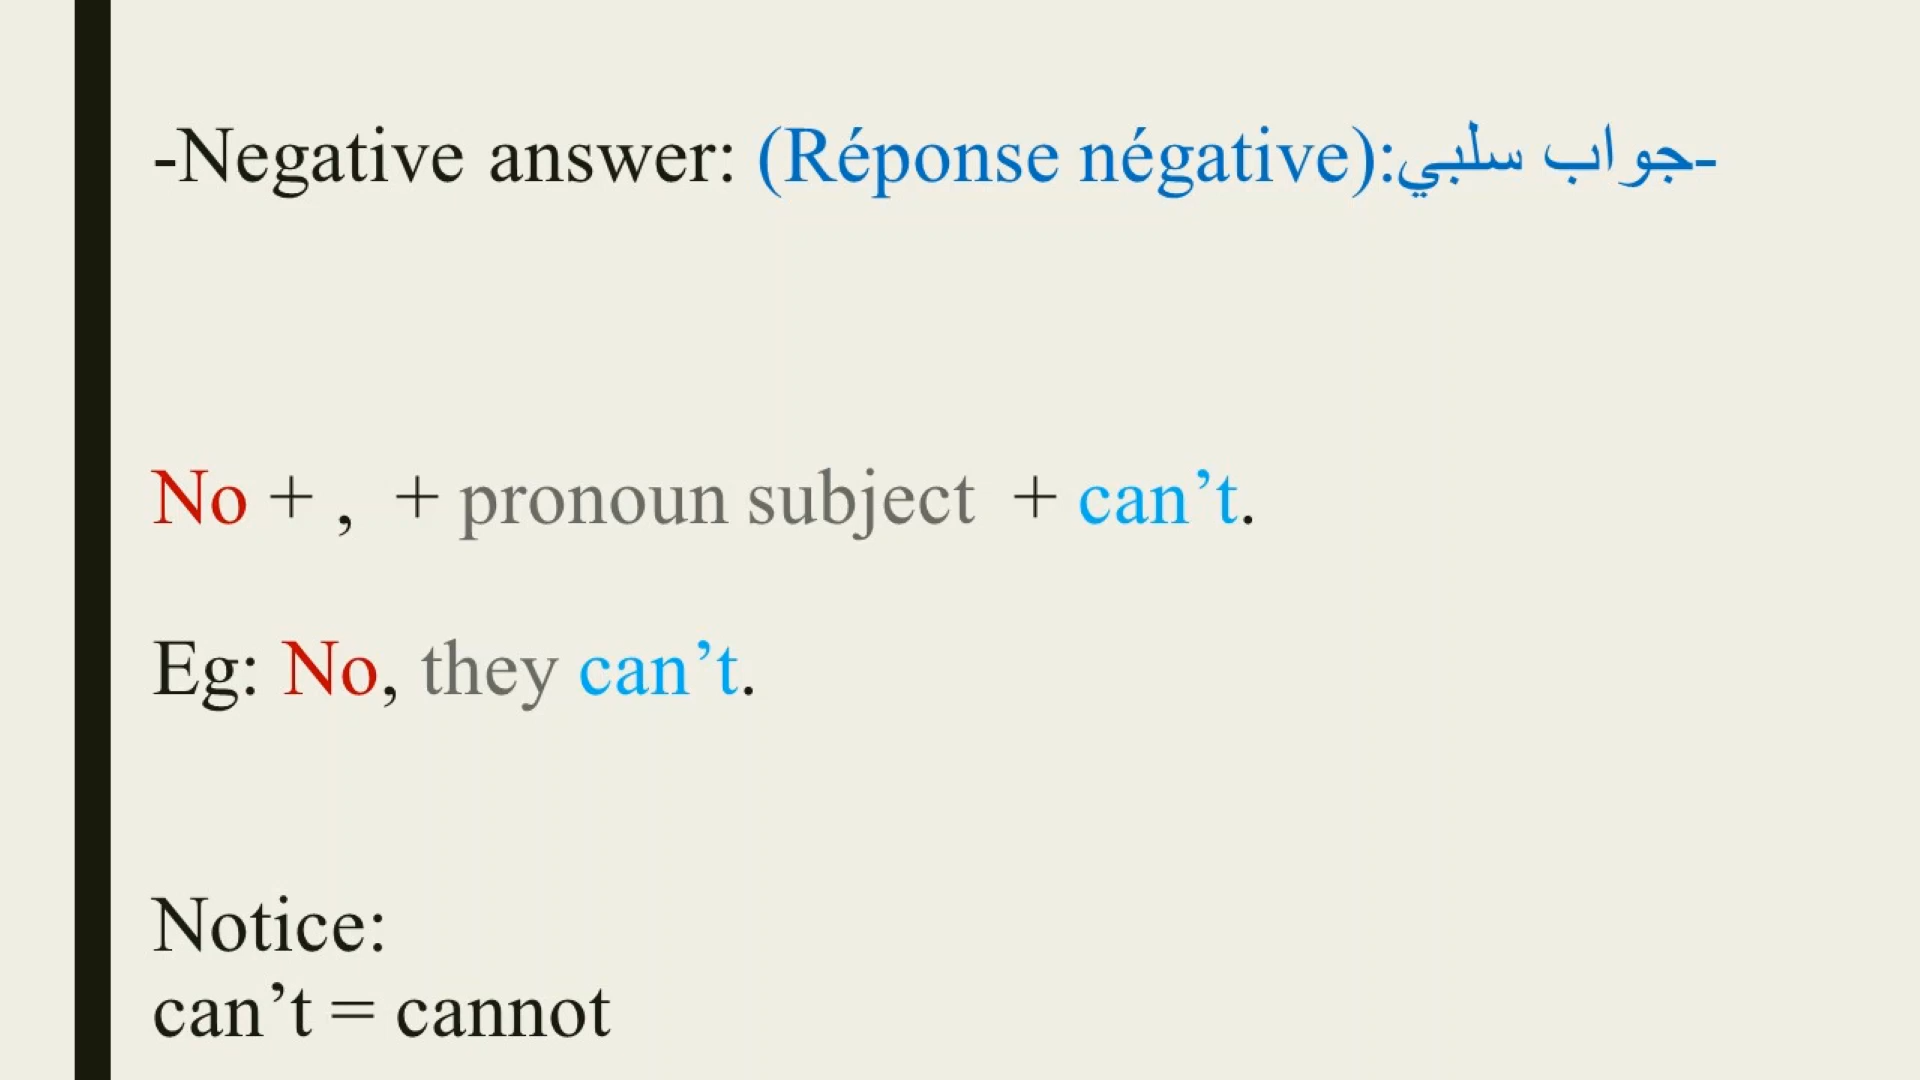 -Negative answer: (Réponse négative):جواب سلبي-
No + ,  + pronoun subject  + can’t.
Eg: No, they can’t.
Notice:
can’t = cannot